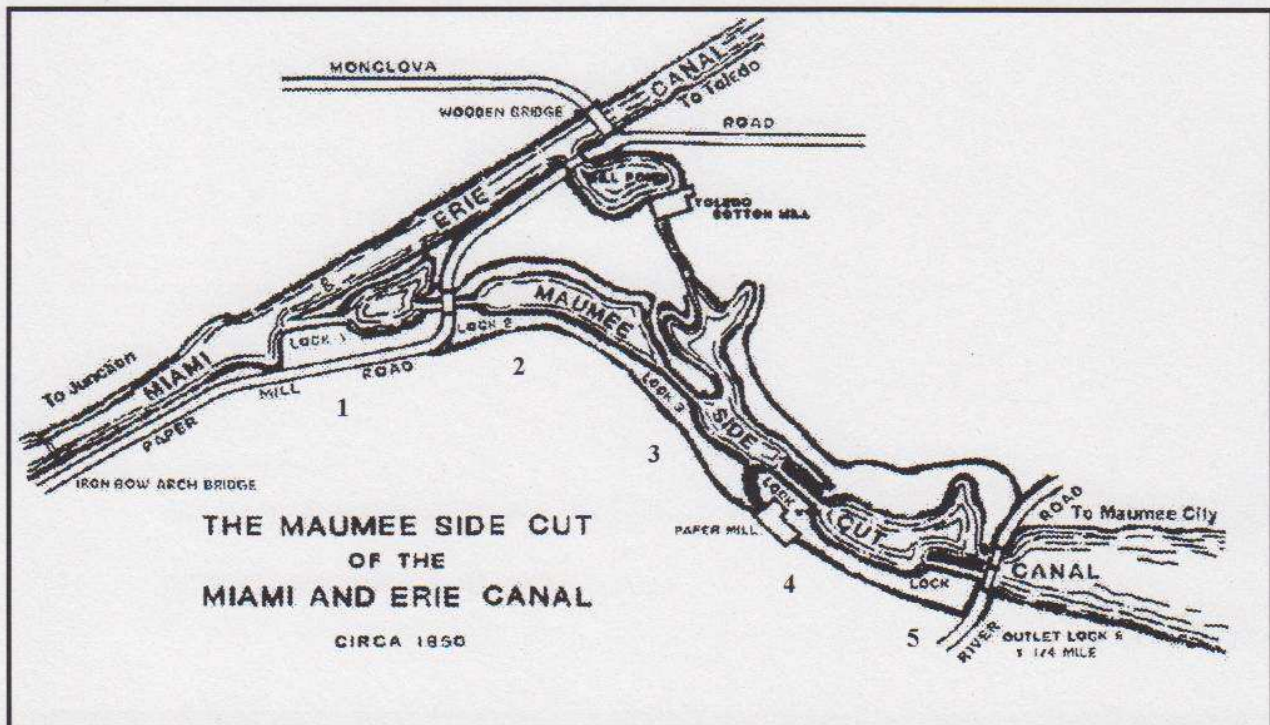 MONCLOVA
WOODEN BRIDGE
CANAL
To Toledo
ROAD
ERIE
MILL POND
TOLEDO
COTTON MILL
MAUMEE
LOCK 1
LOCK 2
2
To Junction
MIAMI
&
MILL
ROAD
1
PAPER
LOCK 3
3
SIDE
IRON BOW ARCH BRIDGE
THE MAUMEE SIDE CUT
OF THE
MIAMI AND ERIE CANAL
CIRCA 1850
LOCK 4
PAPER MILL
CUT
4
ROAD
To Maumee City
LOCK
CANAL
5
RIVER
OUTLET LOCK 6
1/4 MILE